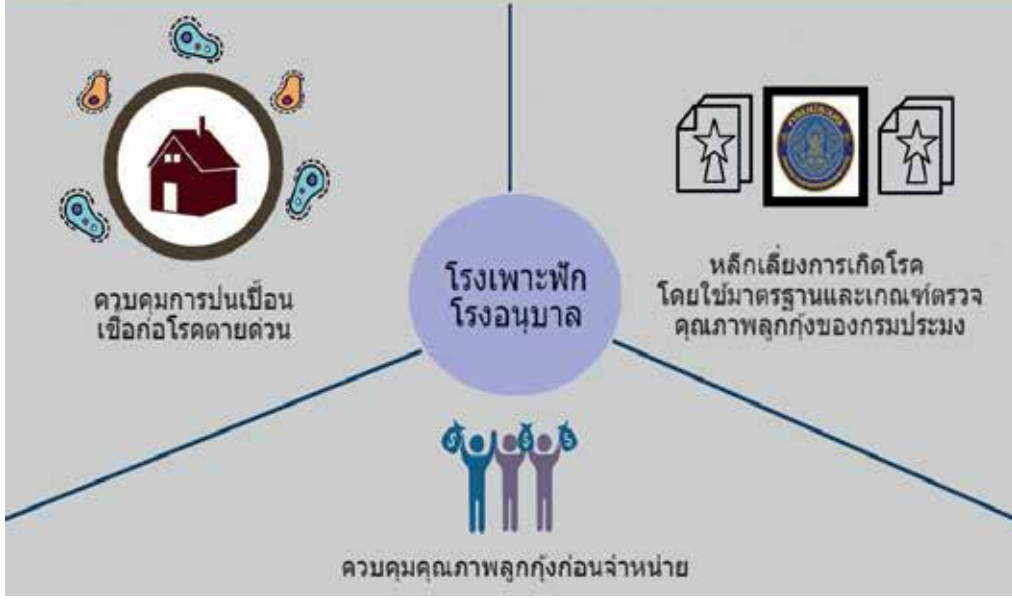 ควบคุมการปนเปื้อน
เชื้อก่อโรคตายด่วน
โรงเพาะฟัก
โรงอนุบาล
หลีกเลี่ยงการเกิดโรค
โดยใช้มาตรฐานและเกณฑ์ตรวจ
คุณภาพลูกกุ้งของกรมประมง
ควบคุมคุณภาพลูกกุ้งก่อนจำหน่าย